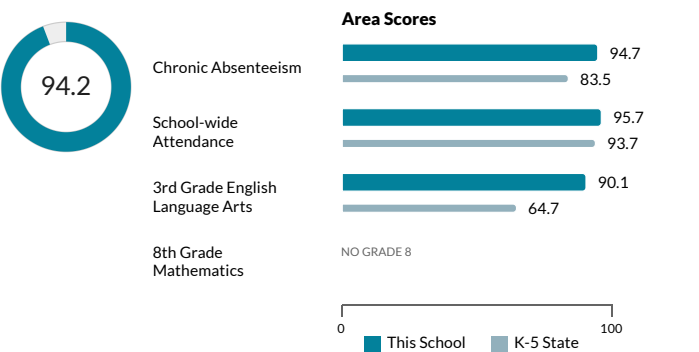 Area Scores
94.2
Chronic Absenteeism
94.7
83.5
School-wide
Attendance
95.7
93.7
3rd Grade English
Language Arts
90.1
64.7
8th Grade
Mathematics
NO GRADE 8
0
100
This School
K-5 State